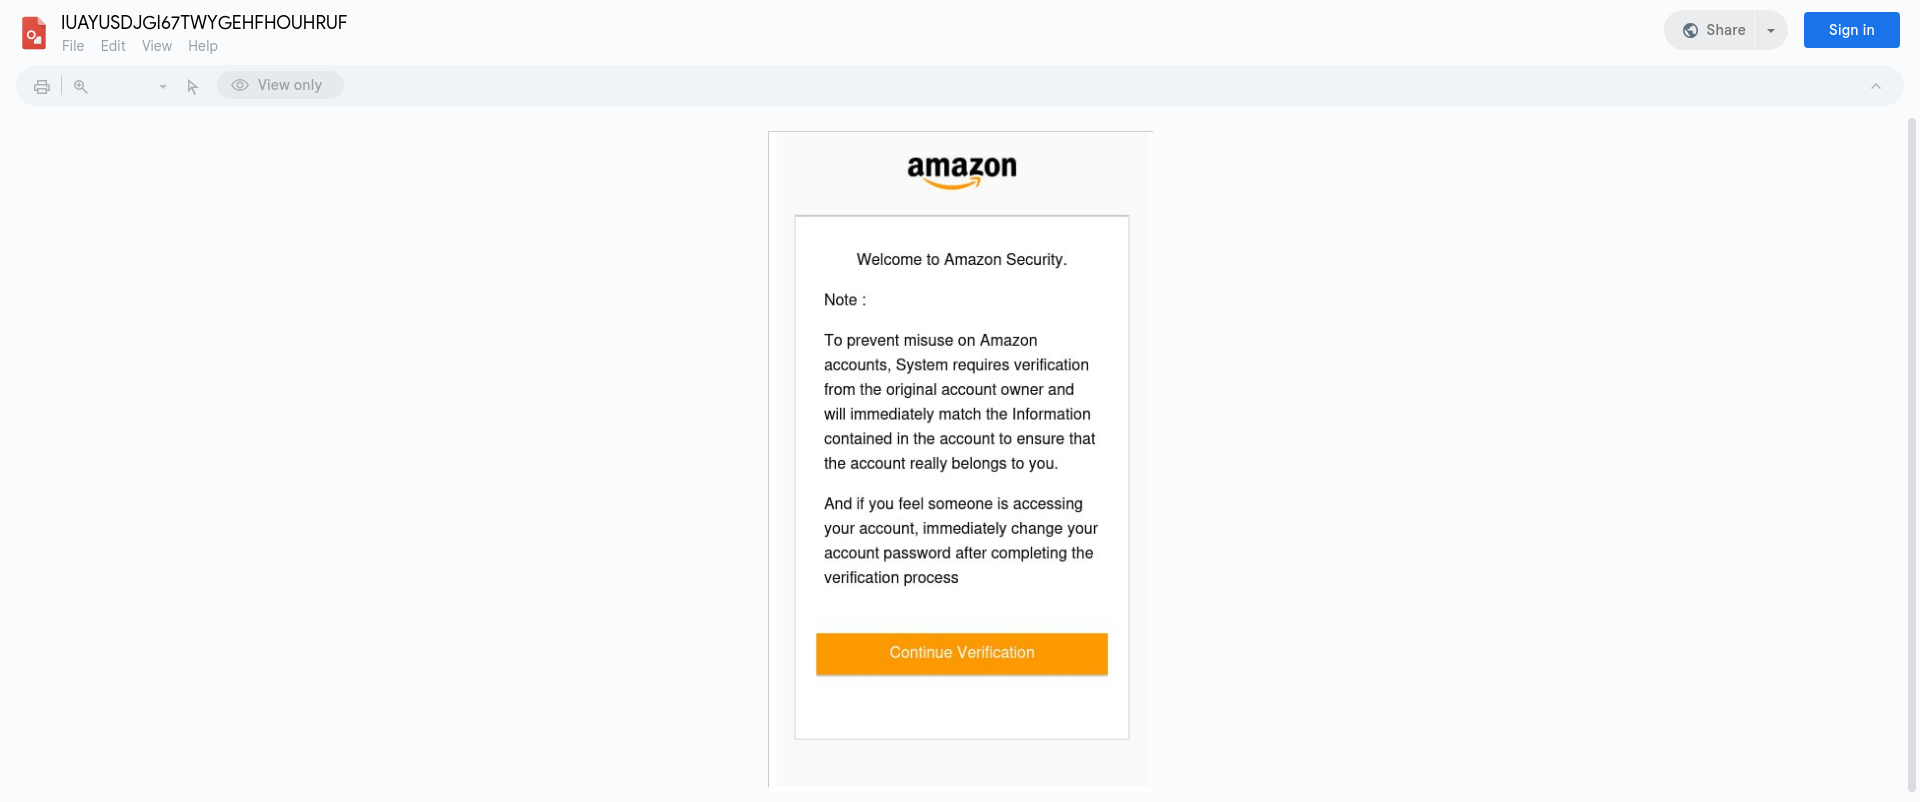 IUAYUSDJGI67TWYGEHFHOUHRUF
File Edit View Help
Share
Sign in
View only
amazon
Welcome to Amazon Security.
Note :
To prevent misuse on Amazon
accounts, System requires verification
from the original account owner and
will immediately match the Information
contained in the account to ensure that
the account really belongs to you.
And if you feel someone is accessing
your account, immediately change your
account password after completing the
verification process
Continue Verification